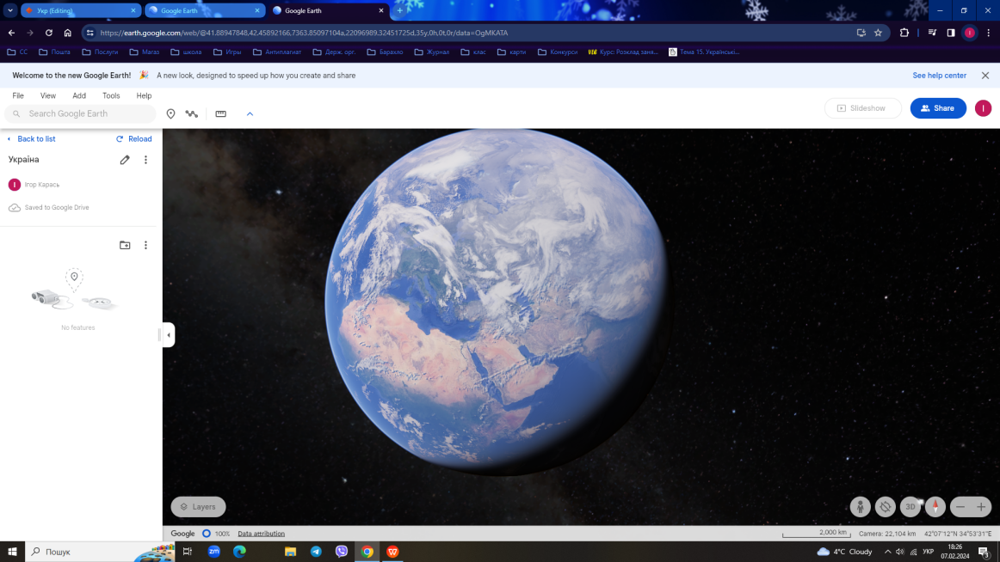 Укр (Editing)
Google Earth
Google Earth
https://earth.google.com/web/@41.88947848,42.45892166,7363.85097104a,22096989.32451725d,35y,0h,0t,0r/data=OgMKATA
СС
Пошта
Послуги
Магаз
школа
Игры
Антиплагиат
Держ. орг.
Барахло
Журнал
клас
карти
Конкурси
Курс: Розклад заня...
Тема 15. Українські...
Welcome to the new Google Earth!
A new look, designed to speed up how you create and share
See help center
File View Add Tools Help
Search Google Earth
Slideshow
Share
I
Back to list
Reload
Україна
I
Ігор Карась
Saved to Google Drive
No features
Layers
3D
Google
100%
Data attribution
2,000 km
Camera: 22,104 km
42°07'12"N 34°53'31"E
Пошук
zm
4°C Cloudy
УКР
18:26
07.02.2024
3